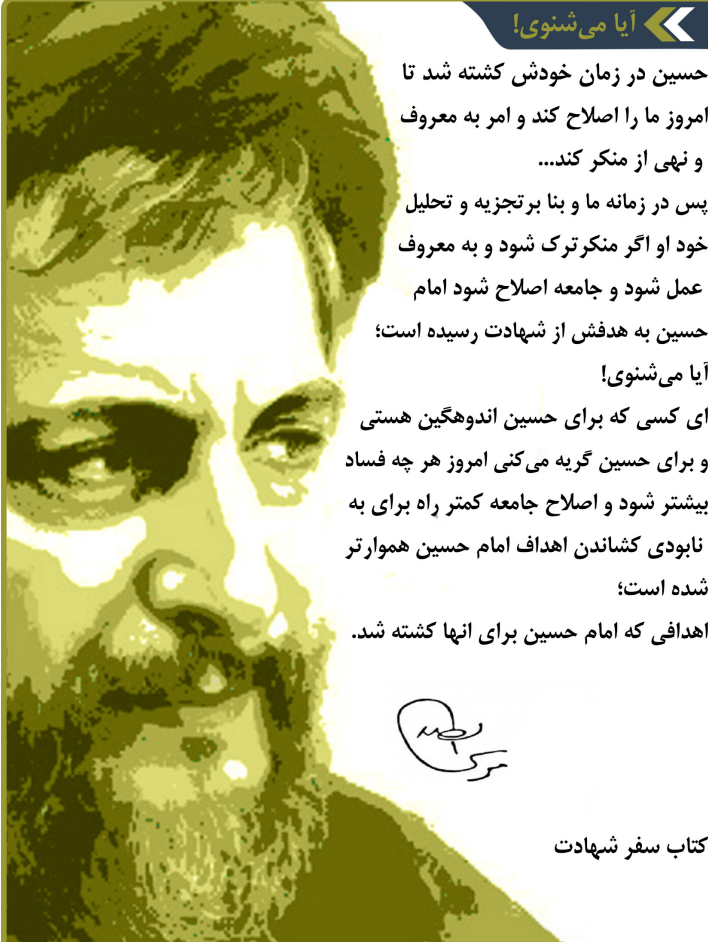 آیا می‌شنوی!
حسین در زمان خودش کشته شد تا
امروز ما را اصلاح کند و امر به معروف
و نهی از منکر کند...
پس در زمانه ما و بنا برتجزیه و تحلیل
خود او اگر منکرترک شود و به معروف
عمل شود و جامعه اصلاح شود امام
حسین به هدفش از شهادت رسیده است؛
آیا می‌شنوی!
ای کسی که برای حسین اندوهگین هستی
و برای حسین گریه می‌کنی امروز هر چه فساد
بیشتر شود و اصلاح جامعه کمتر راه برای به
نابودی کشاندن اهداف امام حسین هموارتر
شده است؛
اهدافی که امام حسین برای انها کشته شد.
کتاب سفر شهادت